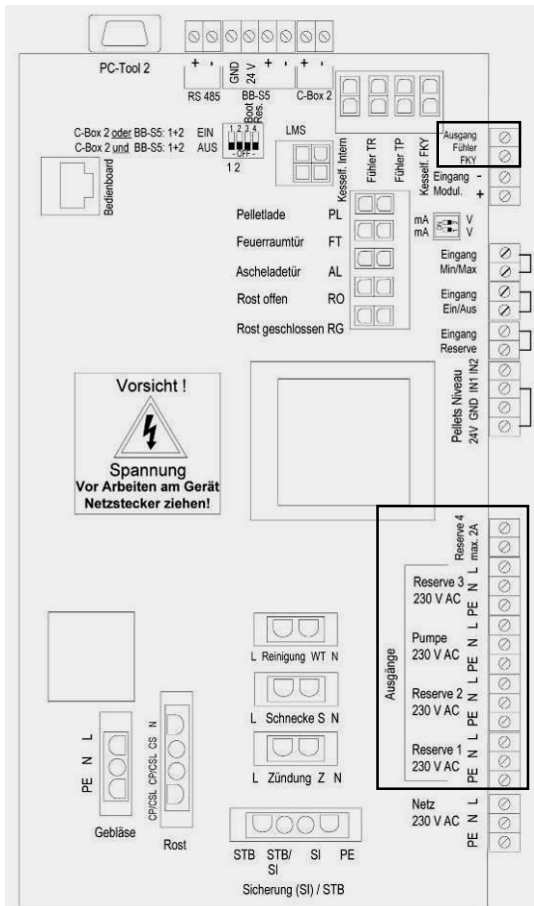 PC-Tool 2
+ - GND 24 V + - + -
RS 485 BB-S5 C-Box 2
Boot
Res.
C-Box 2 oder BB-S5: 1+2 EIN
C-Box 2 und BB-S5: 1+2 AUS
1 2 3 4
- OFF -
1 2
LMS
Bedienboard
Kesself. Intern
Fühler TR
Fühler TP
Kesself. FKY
Ausgang
Fühler
FKY
Eingang -
Modul. +
mA V
mA V
ON
1 2
Pelletlade PL
Feuerraumtür FT
Ascheladetür AL
Rost offen RO
Rost geschlossen RG
Eingang
Min/Max
Eingang
Ein/Aus
Eingang
Reserve
Pellets Niveau
24V GND IN1 IN2
Vorsicht !
Spannung
Vor Arbeiten am Gerät
Netzstecker ziehen!
Reserve 4
max. 2A
Ausgänge
Reserve 3
230 V AC
PE N L
Pumpe
230 V AC
PE N L
Reserve 2
230 V AC
PE N L
Reserve 1
230 V AC
PE N L
Netz
230 V AC
PE N L
L Reinigung WT N
L Schnecke S N
L Zündung Z N
PE N L
Gebläse
CP/CSL CP/CSL CS N
Rost
STB STB/ SI PE
SI
Sicherung (SI) / STB